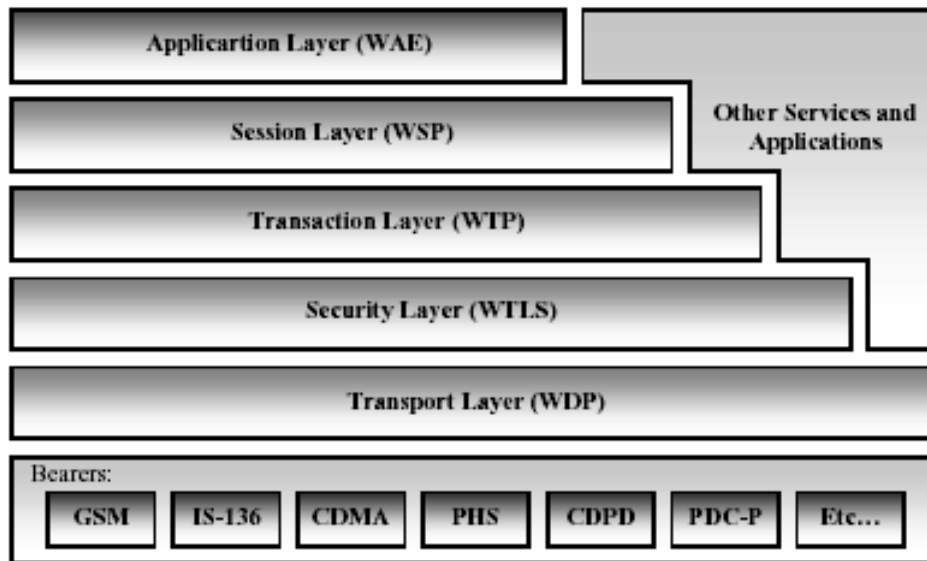 Applicartion Layer (WAE)
Other Services and
Applications
Session Layer (WSP)
Transaction Layer (WTP)
Security Layer (WTLS)
Transport Layer (WDP)
Bearers:
GSM IS-136 CDMA PHS CDPD PDC-P Etc...